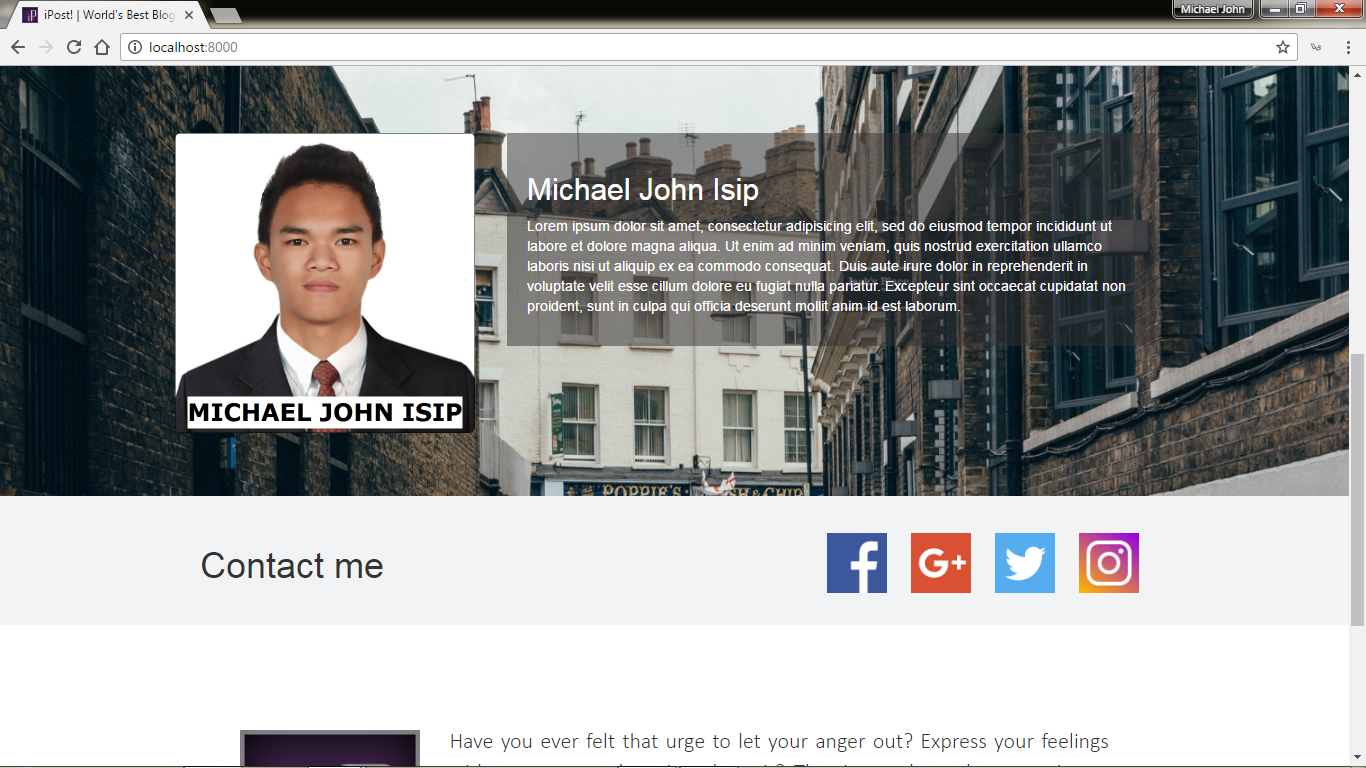 iPost! | World's Best Blog
Michael John
localhost:8000
Michael John Isip
Lorem ipsum dolor sit amet, consectetur adipisicing elit, sed do eiusmod tempor incididunt ut
labore et dolore magna aliqua. Ut enim ad minim veniam, quis nostrud exercitation ullamco
laboris nisi ut aliquip ex ea commodo consequat. Duis aute irure dolor in reprehenderit in
voluptate velit esse cillum dolore eu fugiat nulla pariatur. Excepteur sint occaecat cupidatat non
proident, sunt in culpa qui officia deserunt mollit anim id est laborum.
MICHAEL JOHN ISIP
POPPIE'S FISH & CHIPS
Contact me
f
G+
Have you ever felt that urge to let your anger out? Express your feelings